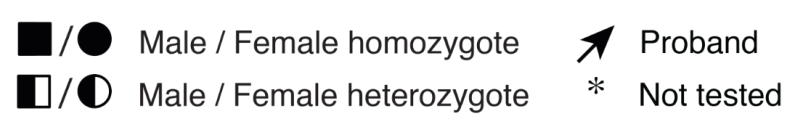 / Male / Female homozygote Proband
/ Male / Female heterozygote * Not tested